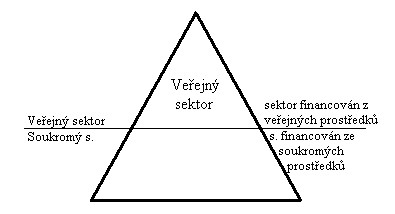 Veřejný
sektor
Veřejný sektor
Soukromý s.
sektor financován z
veřejných prostředků
s. financován ze
soukromých
prostředků